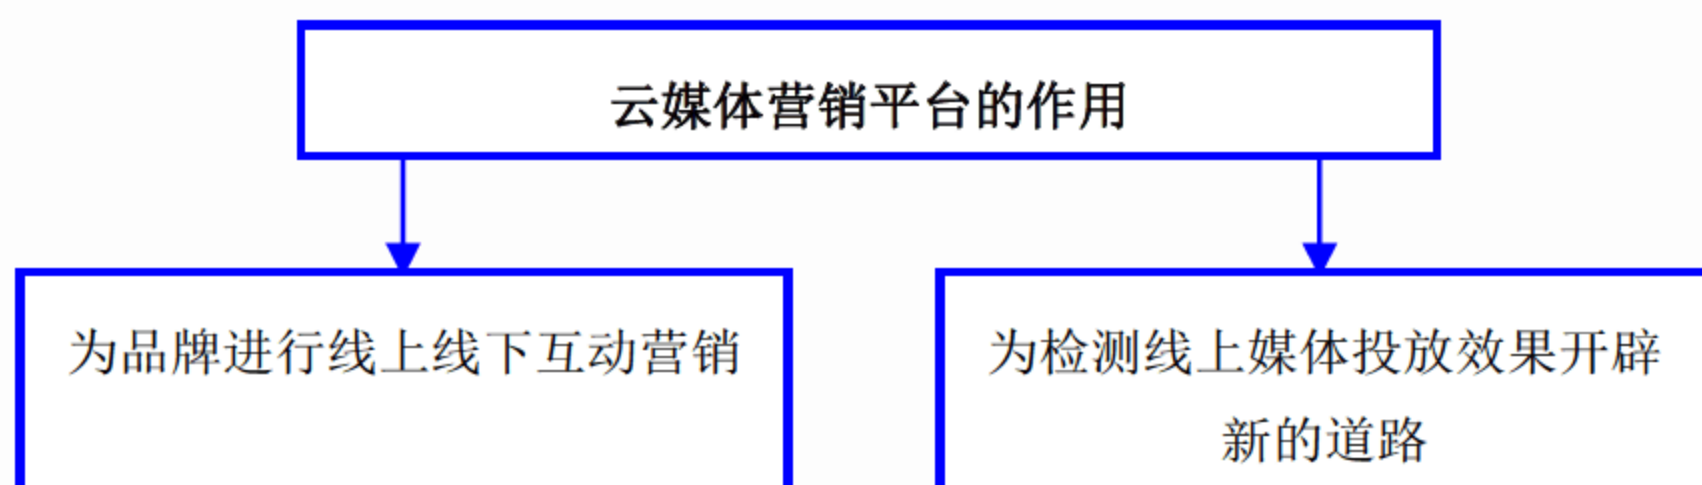 云媒体营销平台的作用
为品牌进行线上线下互动营销
为检测线上媒体投放效果开辟
新的道路